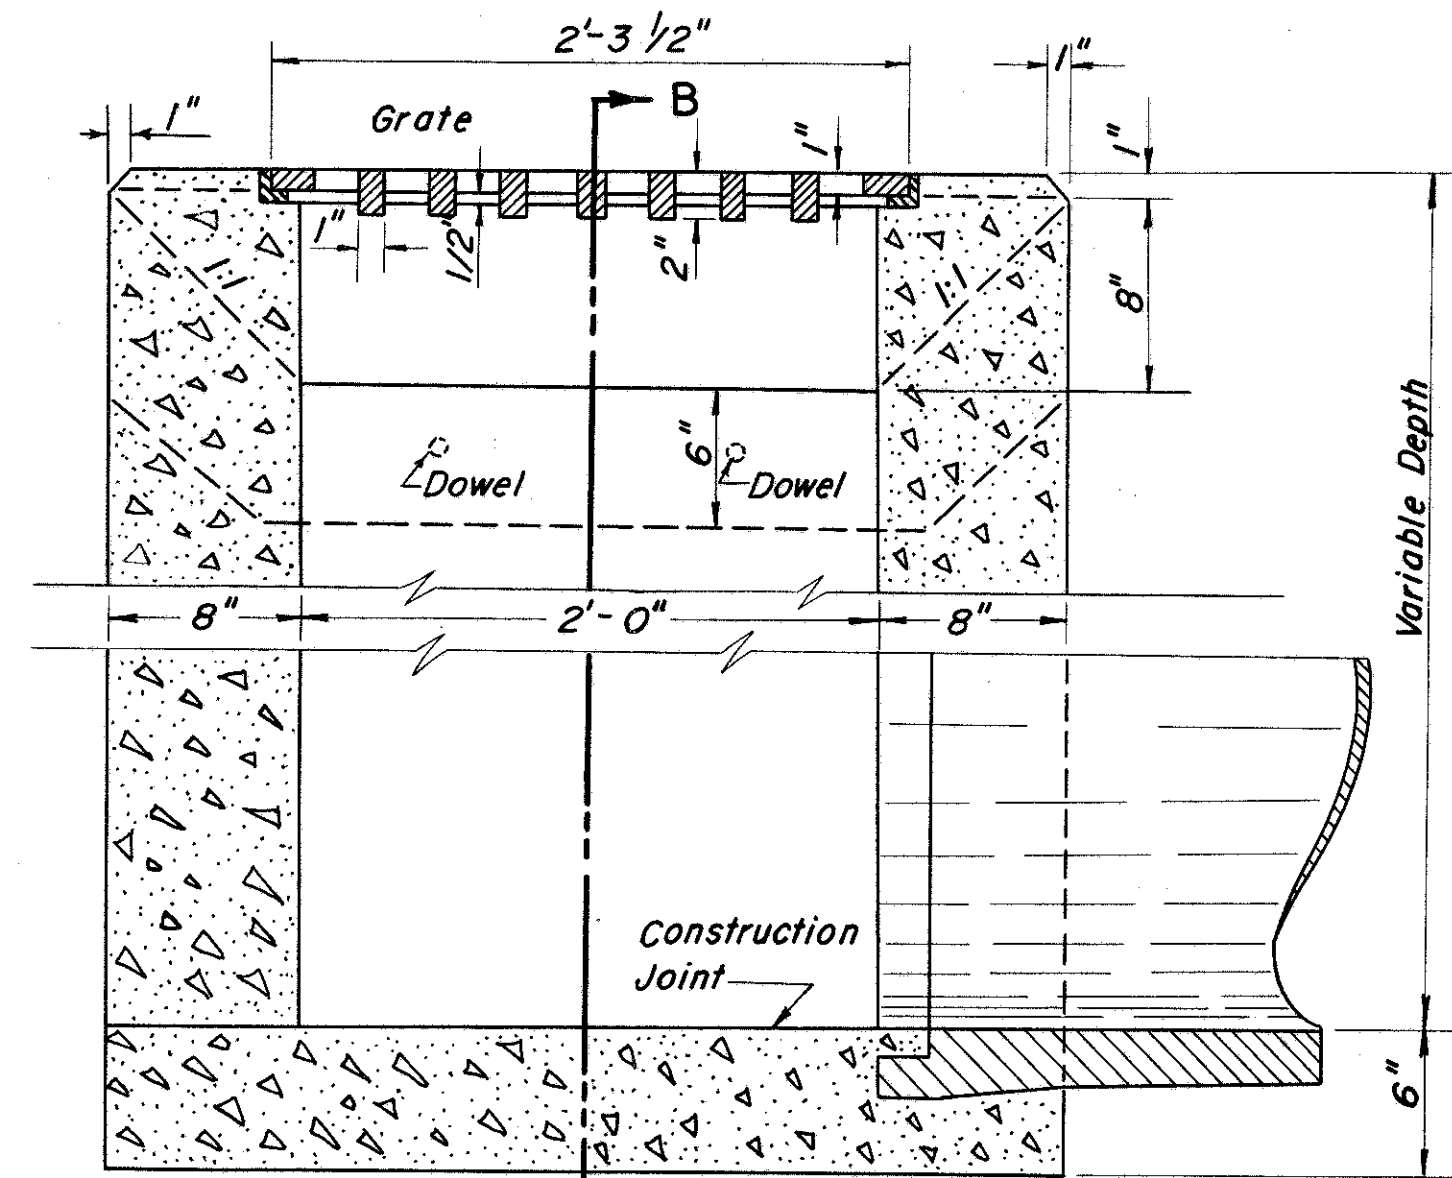 2'-3 1/2"
1"
B
1"
Grate
1"
1"
1:1
1"
1/2"
2"
1:1
8"
6"
Dowel
Dowel
Variable Depth
8"
2'-0"
8"
Construction
Joint
6"